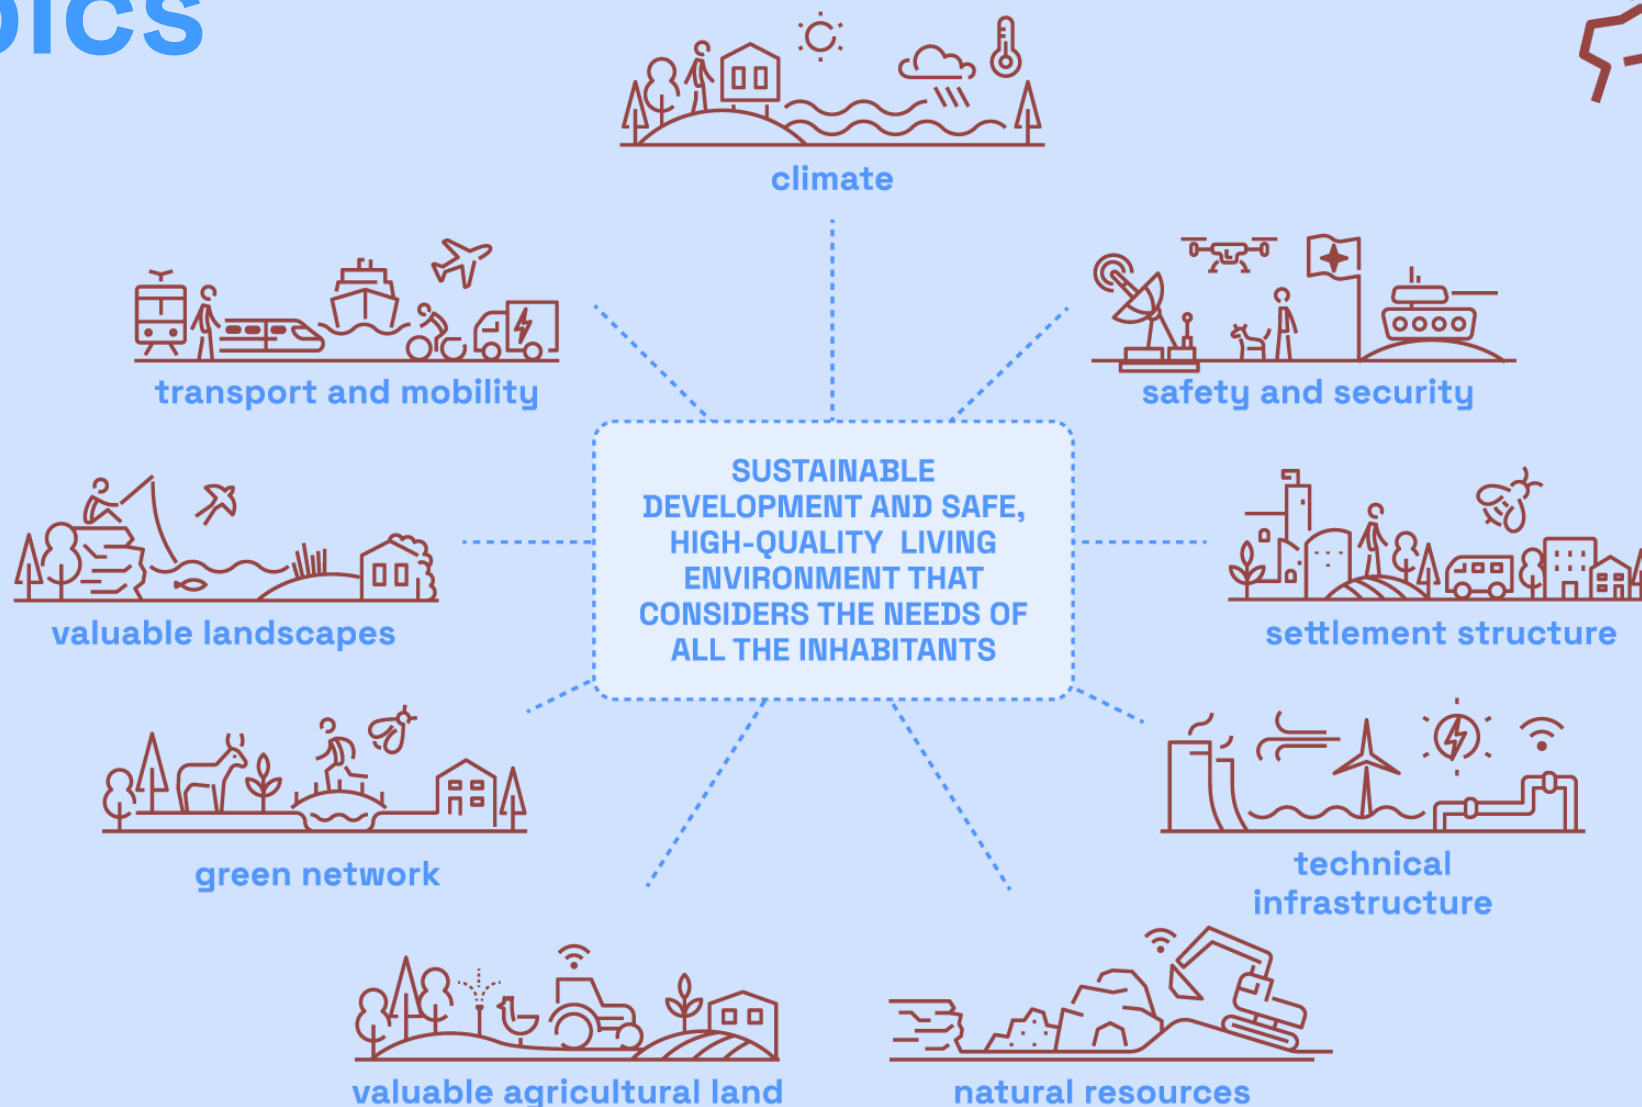 climate
transport and mobility
safety and security
SUSTAINABLE
DEVELOPMENT AND SAFE,
HIGH-QUALITY LIVING
ENVIRONMENT THAT
CONSIDERS THE NEEDS OF
ALL THE INHABITANTS
valuable landscapes
settlement structure
green network
technical
infrastructure
valuable agricultural land
natural resources